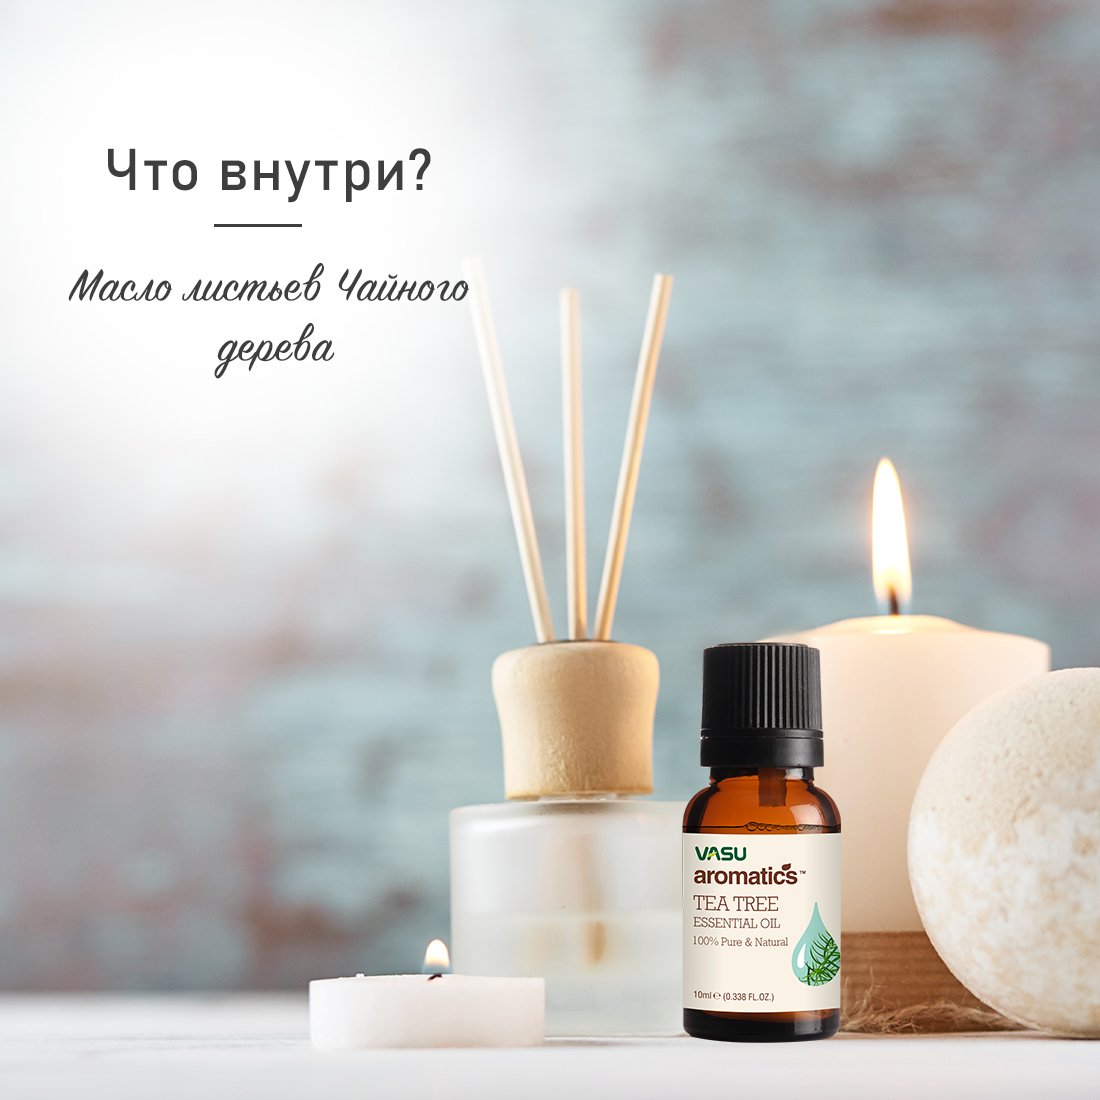 Что внутри?
Масло листьев Чайного
дерева
VASU
aromatics™
TEA TREE
ESSENTIAL OIL
100% Pure & Natural
10ml ℮ (0.338 FL.OZ.)